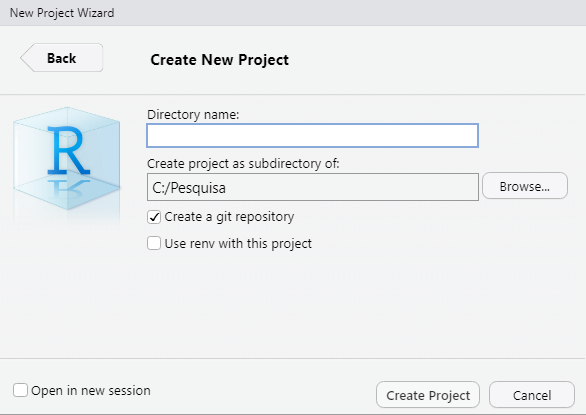 New Project Wizard
Back
Create New Project
R
Directory name:
Create project as subdirectory of:
C:/Pesquisa
Browse...
Create a git repository
Use renv with this project
Open in new session
Create Project
Cancel